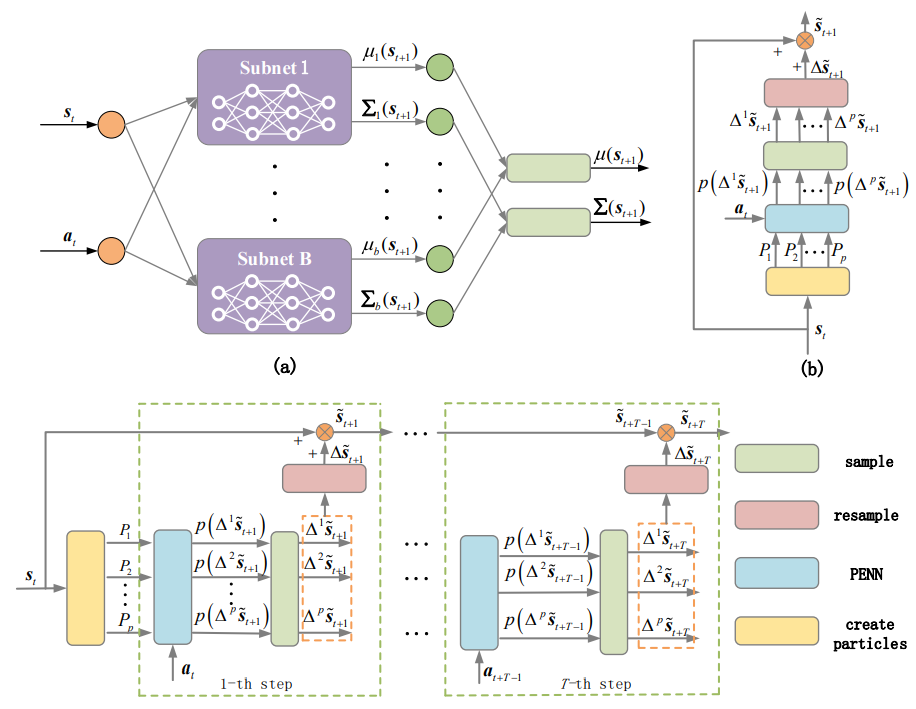 s_t
a_t
Subnet 1
Subnet B
μ_1(s_{t+1})
Σ_1(s_{t+1})
μ_b(s_{t+1})
Σ_b(s_{t+1})
μ(s_{t+1})
Σ(s_{t+1})
(a)
s̃_{t+1}
+
+ Δs̃_{t+1}
Δ^1 s̃_{t+1} ... Δ^p s̃_{t+1}
p(Δ^1 s̃_{t+1}) ... p(Δ^p s̃_{t+1})
a_t
P_1 P_2 ... P_p
s_t
(b)
s_t
P_1
P_2
P_p
a_t
p(Δ^1 s̃_{t+1})
p(Δ^2 s̃_{t+1})
p(Δ^p s̃_{t+1})
Δ^1 s̃_{t+1}
Δ^2 s̃_{t+1}
Δ^p s̃_{t+1}
+
+ Δs̃_{t+1}
s̃_{t+1}
1-th step
...
...
...
a_{t+T-1}
p(Δ^1 s̃_{t+T-1})
p(Δ^2 s̃_{t+T-1})
p(Δ^p s̃_{t+T-1})
Δ^1 s̃_{t+T}
Δ^2 s̃_{t+T}
Δ^p s̃_{t+T}
Δs̃_{t+T}
s̃_{t+T-1}
s̃_{t+T}
T-th step
sample
resample
PENN
create
particles